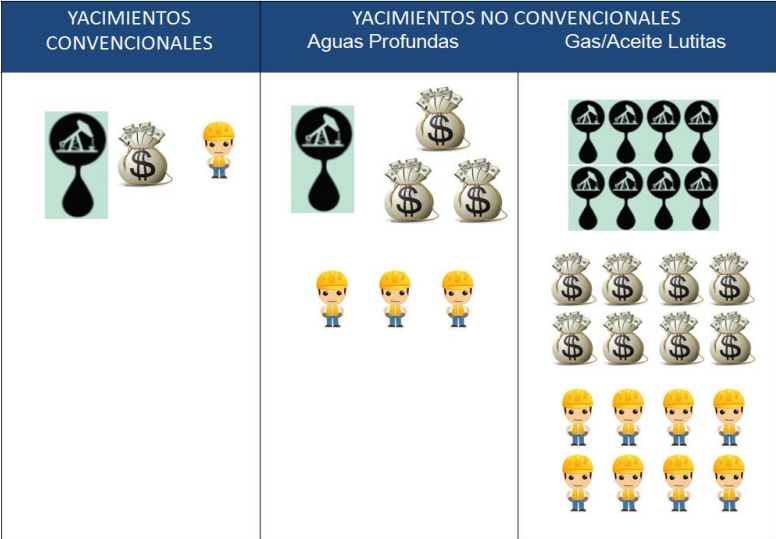 YACIMIENTOS
CONVENCIONALES
YACIMIENTOS NO CONVENCIONALES
Aguas Profundas
Gas/Aceite Lutitas
$
$
$
$
$
$
$
$
$
$
$
$